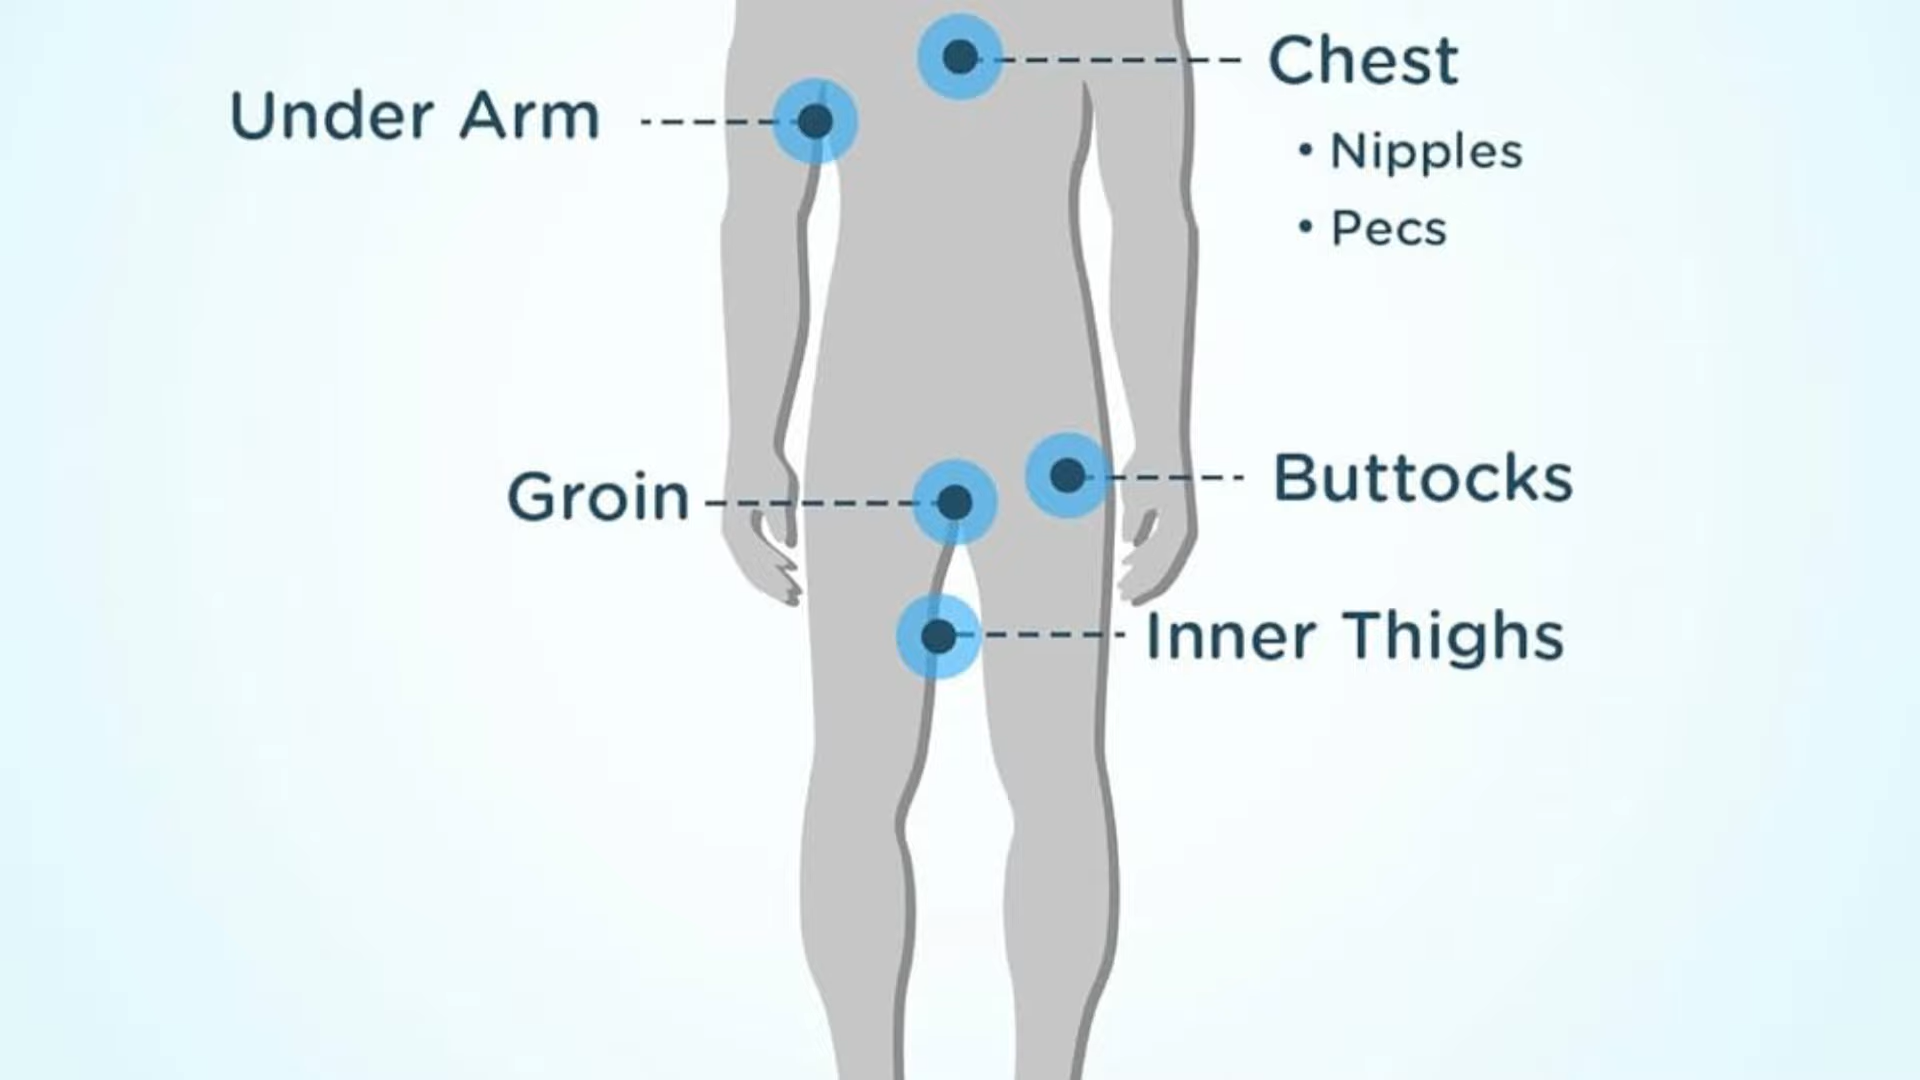 Chest
• Nipples
• Pecs
Under Arm
Groin
Buttocks
Inner Thighs